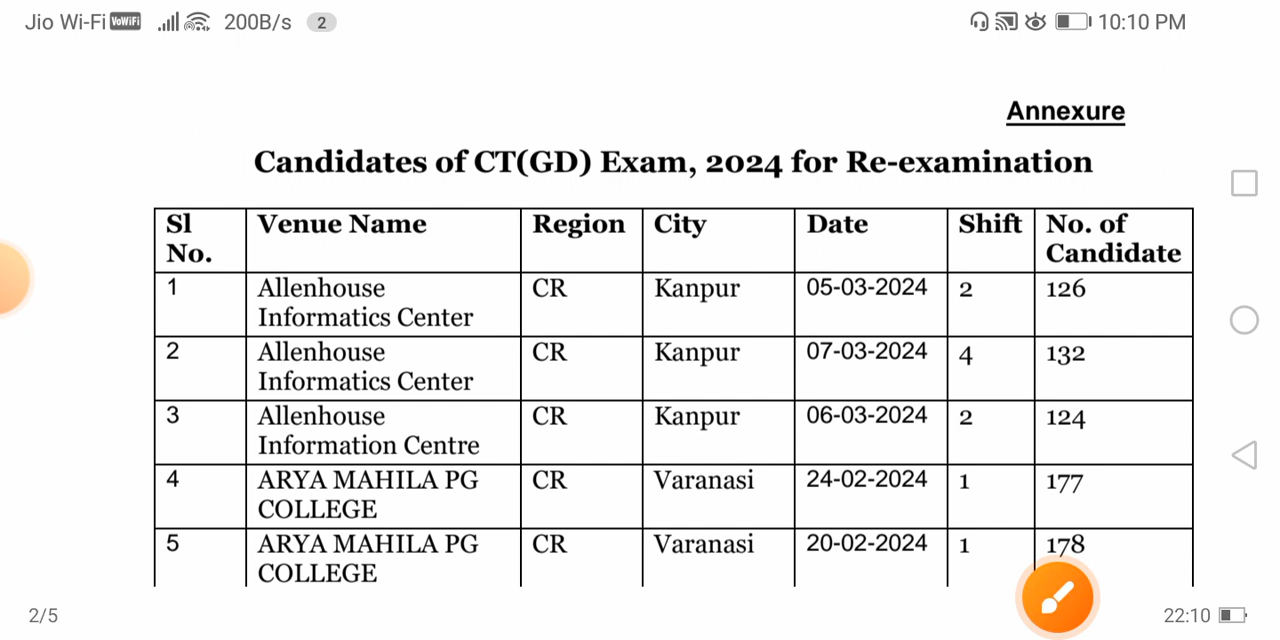 Jio Wi-Fi VoWiFi 200B/s 2 10:10 PM
Annexure
Candidates of CT(GD) Exam, 2024 for Re-examination
Sl No. Venue Name Region City Date Shift No. of Candidate
1 Allenhouse Informatics Center CR Kanpur 05-03-2024 2 126
2 Allenhouse Informatics Center CR Kanpur 07-03-2024 4 132
3 Allenhouse Information Centre CR Kanpur 06-03-2024 2 124
4 ARYA MAHILA PG COLLEGE CR Varanasi 24-02-2024 1 177
5 ARYA MAHILA PG COLLEGE CR Varanasi 20-02-2024 1 178
2/5 22:10